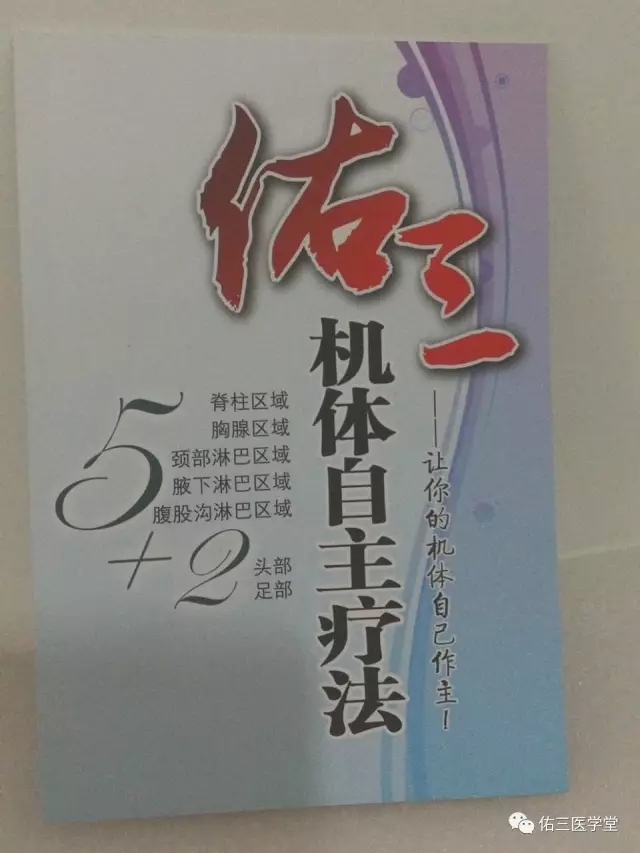 佑三
机体自主疗法
——让你的机体自己作主！
5
脊柱区域
胸腺区域
颈部淋巴区域
腋下淋巴区域
腹股沟淋巴区域
+2
头部
足部
佑三医学堂